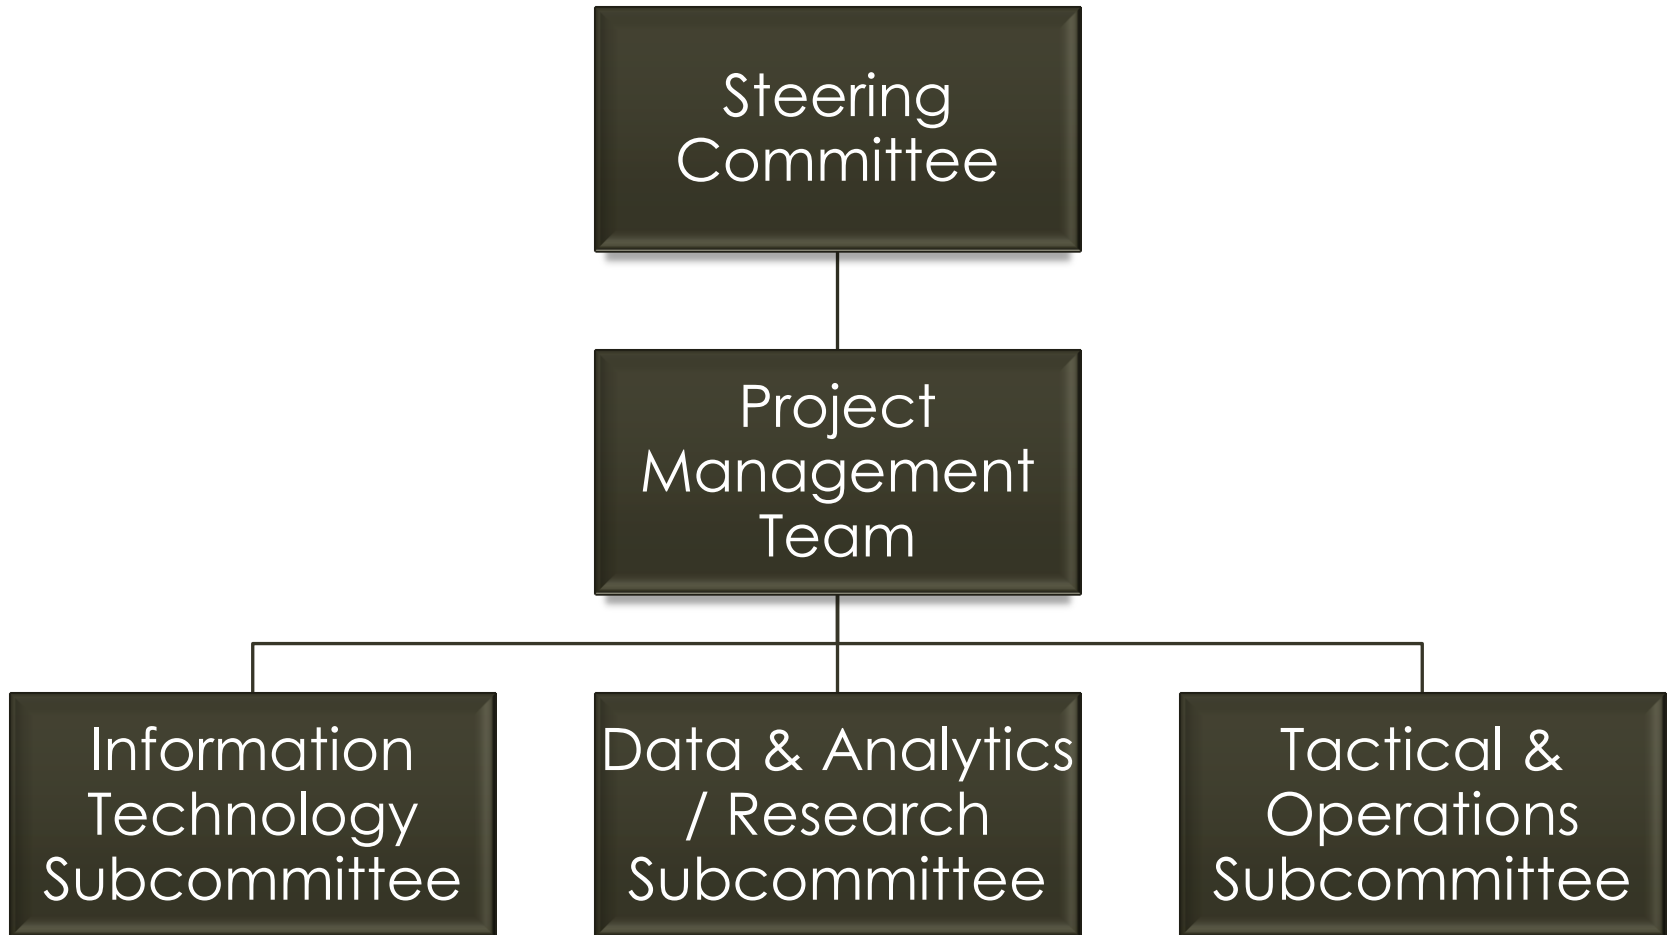 Steering
Committee
Project
Management
Team
Information
Technology
Subcommittee
Data & Analytics
/ Research
Subcommittee
Tactical &
Operations
Subcommittee